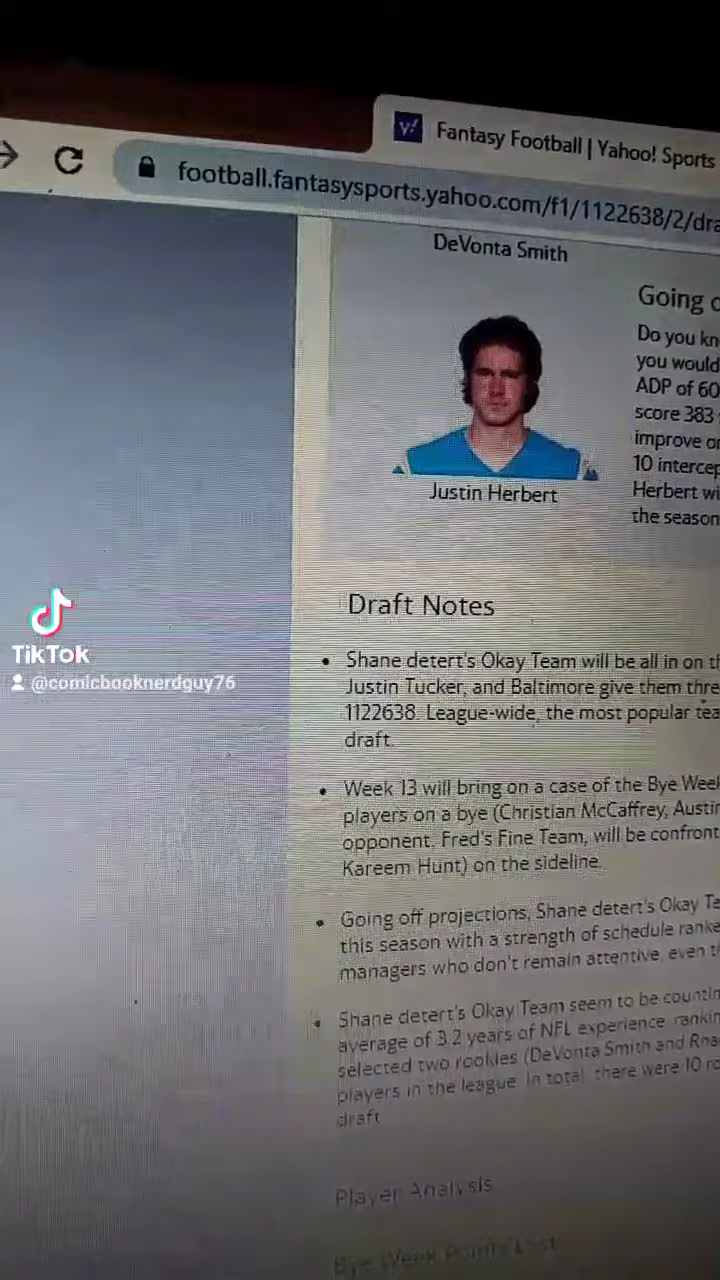 Fantasy Football | Yahoo! Sports
football.fantasysports.yahoo.com/f1/1122638/2/dra
DeVonta Smith
Going
Do you kn
you would
ADP of 60
score 383
improve
10 intercep
Herbert wi
the season
Justin Herbert
Draft Notes
TikTok
@comicbooknerdguy76
• Shane detert's Okay Team will be all in on th
Justin Tucker, and Baltimore give them thre
1122638. League-wide, the most popular tea
draft.
• Week 13 will bring on a case of the Bye Week
players on a bye (Christian McCaffrey, Austin
opponent, Fred's Fine Team, will be confront
Kareem Hunt) on the sideline.
• Going off projections, Shane detert's Okay Te
this season with a strength of schedule ranke
managers who don't remain attentive, even
• Shane detert's Okay Team seem to be countin
average of 3.2 years of NFL experience, rankin
selected two rookies (DeVonta Smith and
players in the league. In total, there were 10
draft
Player Analysis
Bye Week Points Lost